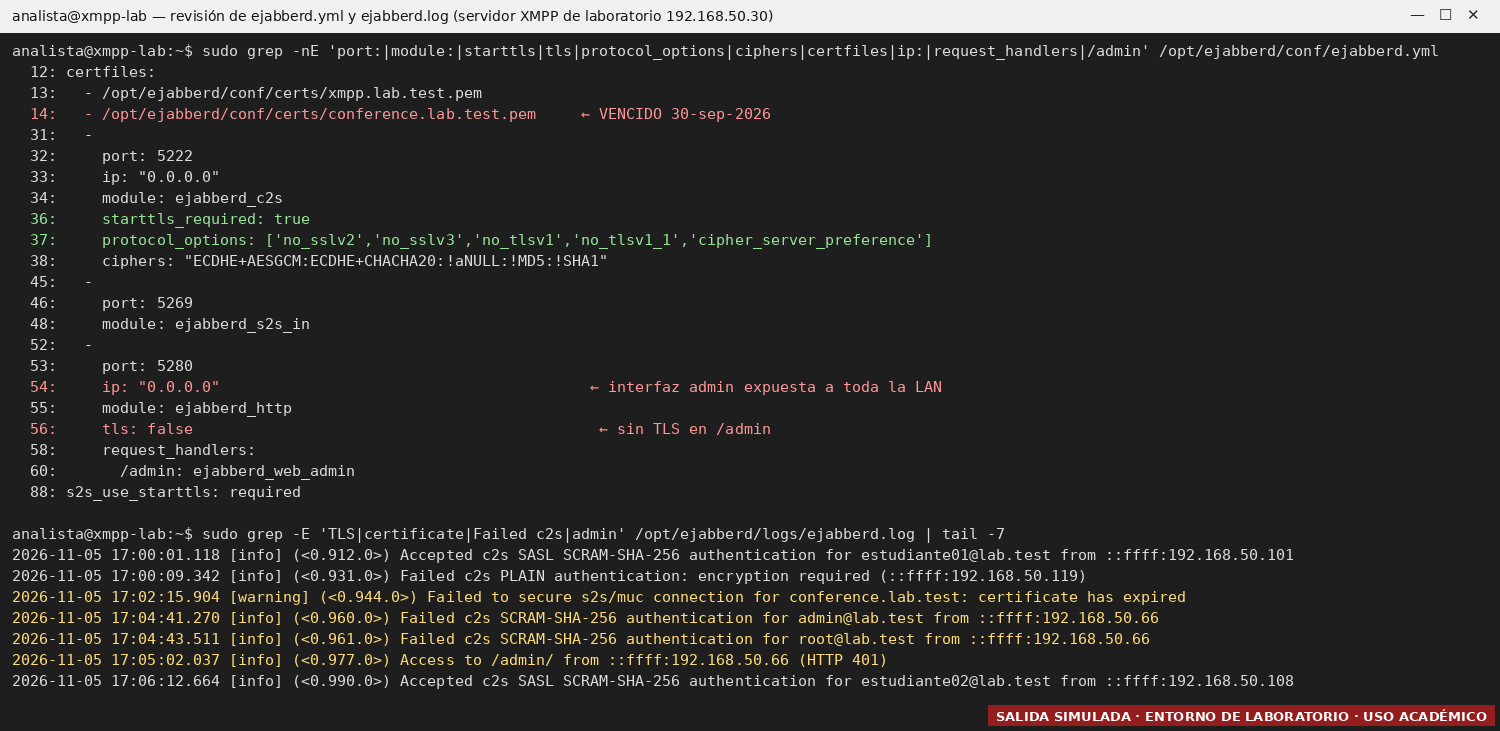 analista@xmpp-lab — revisión de ejabberd.yml y ejabberd.log (servidor XMPP de laboratorio 192.168.50.30)
analista@xmpp-lab:~$ sudo grep -nE 'port:|module:|starttls|tls|protocol_options|ciphers|certfiles|ip:|request_handlers|/admin' /opt/ejabberd/conf/ejabberd.yml
12: certfiles:
13:   - /opt/ejabberd/conf/certs/xmpp.lab.test.pem
14:   - /opt/ejabberd/conf/certs/conference.lab.test.pem     ← VENCIDO 30-sep-2026
31:   -
32:     port: 5222
33:     ip: "0.0.0.0"
34:     module: ejabberd_c2s
36:     starttls_required: true
37:     protocol_options: ['no_sslv2','no_sslv3','no_tlsv1','no_tlsv1_1','cipher_server_preference']
38:     ciphers: "ECDHE+AESGCM:ECDHE+CHACHA20:!aNULL:!MD5:!SHA1"
45:   -
46:     port: 5269
48:     module: ejabberd_s2s_in
52:   -
53:     port: 5280
54:     ip: "0.0.0.0"                                         ← interfaz admin expuesta a toda la LAN
55:     module: ejabberd_http
56:     tls: false                                             ← sin TLS en /admin
58:     request_handlers:
60:       /admin: ejabberd_web_admin
88: s2s_use_starttls: required
analista@xmpp-lab:~$ sudo grep -E 'TLS|certificate|Failed c2s|admin' /opt/ejabberd/logs/ejabberd.log | tail -7
2026-11-05 17:00:01.118 [info] (<0.912.0>) Accepted c2s SASL SCRAM-SHA-256 authentication for estudiante01@lab.test from ::ffff:192.168.50.101
2026-11-05 17:00:09.342 [info] (<0.931.0>) Failed c2s PLAIN authentication: encryption required (::ffff:192.168.50.119)
2026-11-05 17:02:15.904 [warning] (<0.944.0>) Failed to secure s2s/muc connection for conference.lab.test: certificate has expired
2026-11-05 17:04:41.270 [info] (<0.960.0>) Failed c2s SCRAM-SHA-256 authentication for admin@lab.test from ::ffff:192.168.50.66
2026-11-05 17:04:43.511 [info] (<0.961.0>) Failed c2s SCRAM-SHA-256 authentication for root@lab.test from ::ffff:192.168.50.66
2026-11-05 17:05:02.037 [info] (<0.977.0>) Access to /admin/ from ::ffff:192.168.50.66 (HTTP 401)
2026-11-05 17:06:12.664 [info] (<0.990.0>) Accepted c2s SASL SCRAM-SHA-256 authentication for estudiante02@lab.test from ::ffff:192.168.50.108
SALIDA SIMULADA · ENTORNO DE LABORATORIO · USO ACADÉMICO